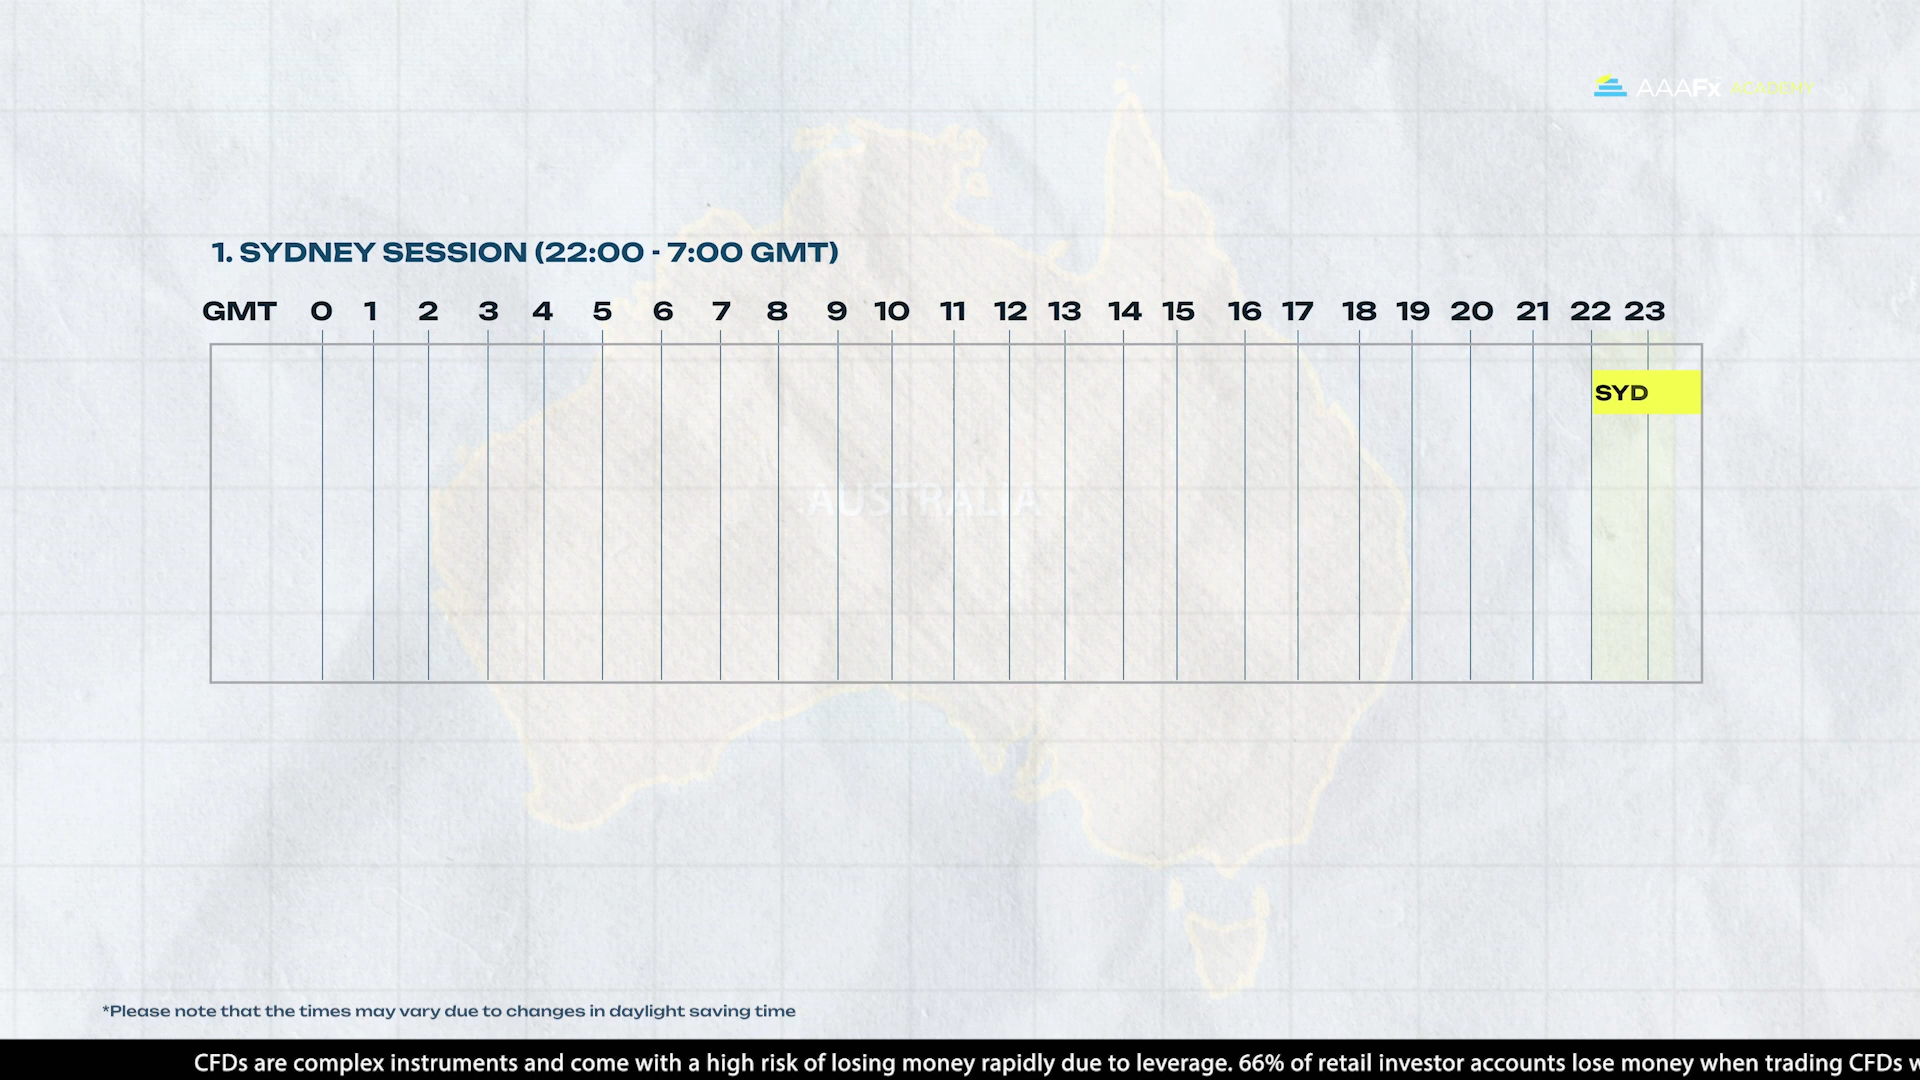 AAAFx ACADEMY
1. SYDNEY SESSION (22:00 - 7:00 GMT)
GMT 0 1 2 3 4 5 6 7 8 9 10 11 12 13 14 15 16 17 18 19 20 21 22 23
SYD
AUSTRALIA
*Please note that the times may vary due to changes in daylight saving time
CFDs are complex instruments and come with a high risk of losing money rapidly due to leverage. 66% of retail investor accounts lose money when trading CFDs